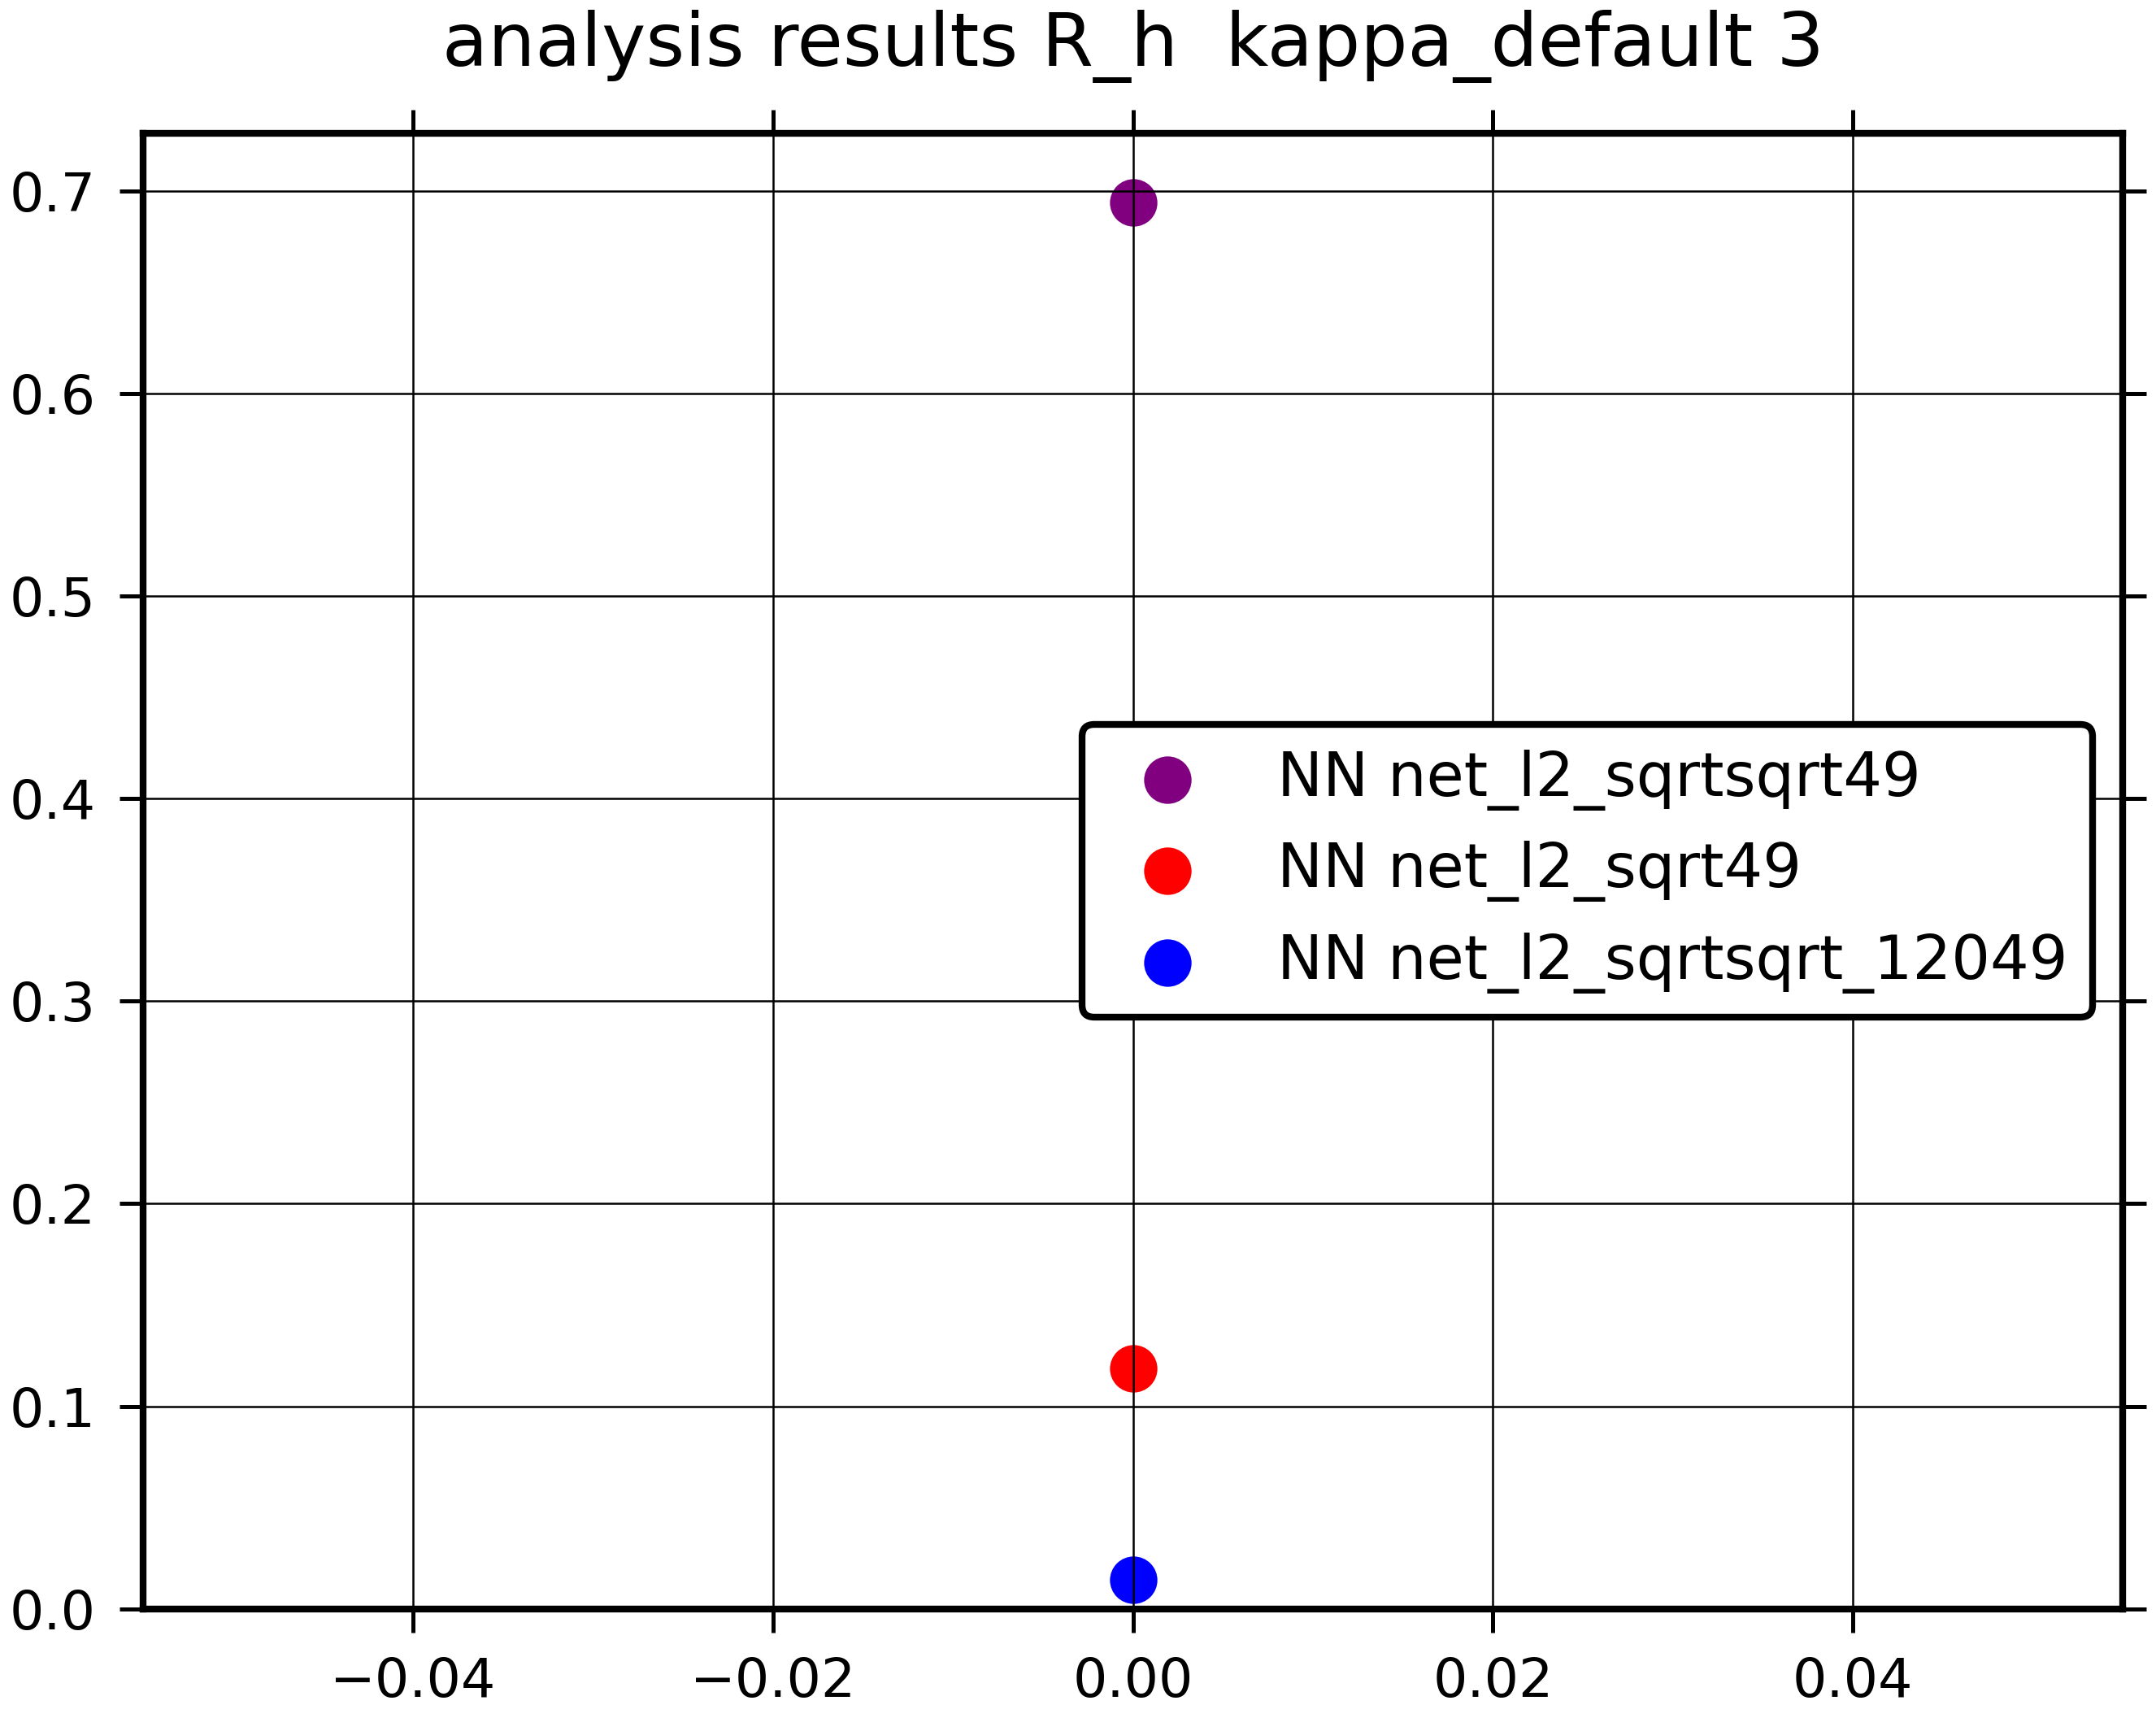 analysis results R_h  kappa_default 3
0.7
0.6
0.5
0.4
0.3
0.2
0.1
0.0
NN net_l2_sqrtsqrt49
NN net_l2_sqrt49
NN net_l2_sqrtsqrt_12049
−0.04 −0.02 0.00 0.02 0.04